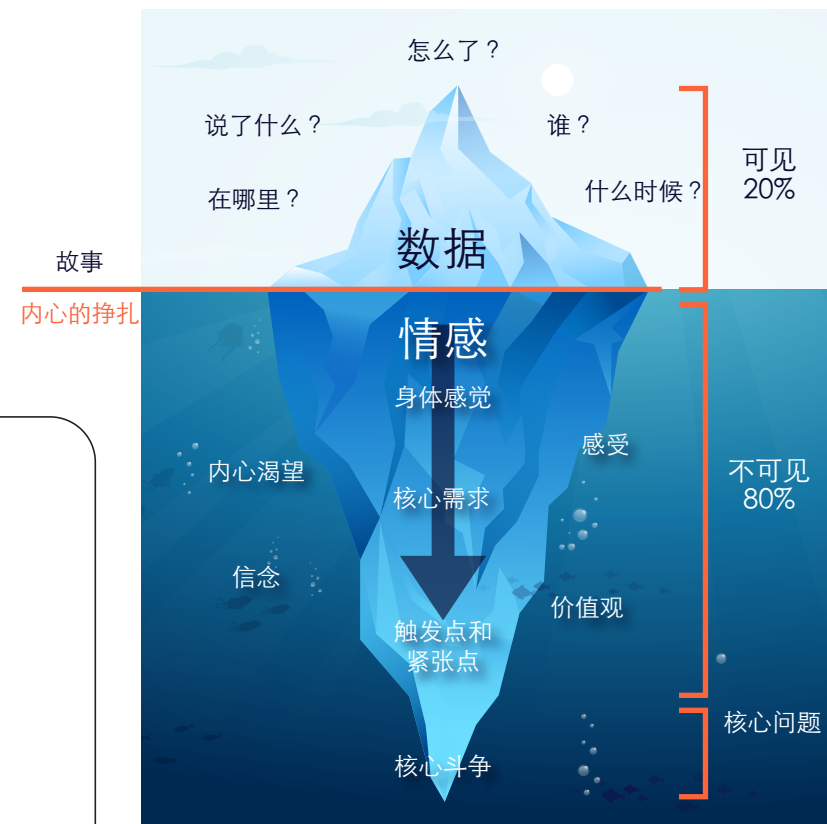 怎么了？
说了什么？
谁？
可见
20%
在哪里？
什么时候？
数据
故事
内心的挣扎
情感
身体感觉
感受
内心渴望
核心需求
不可见
80%
信念
价值观
触发点和
紧张点
核心问题
核心斗争